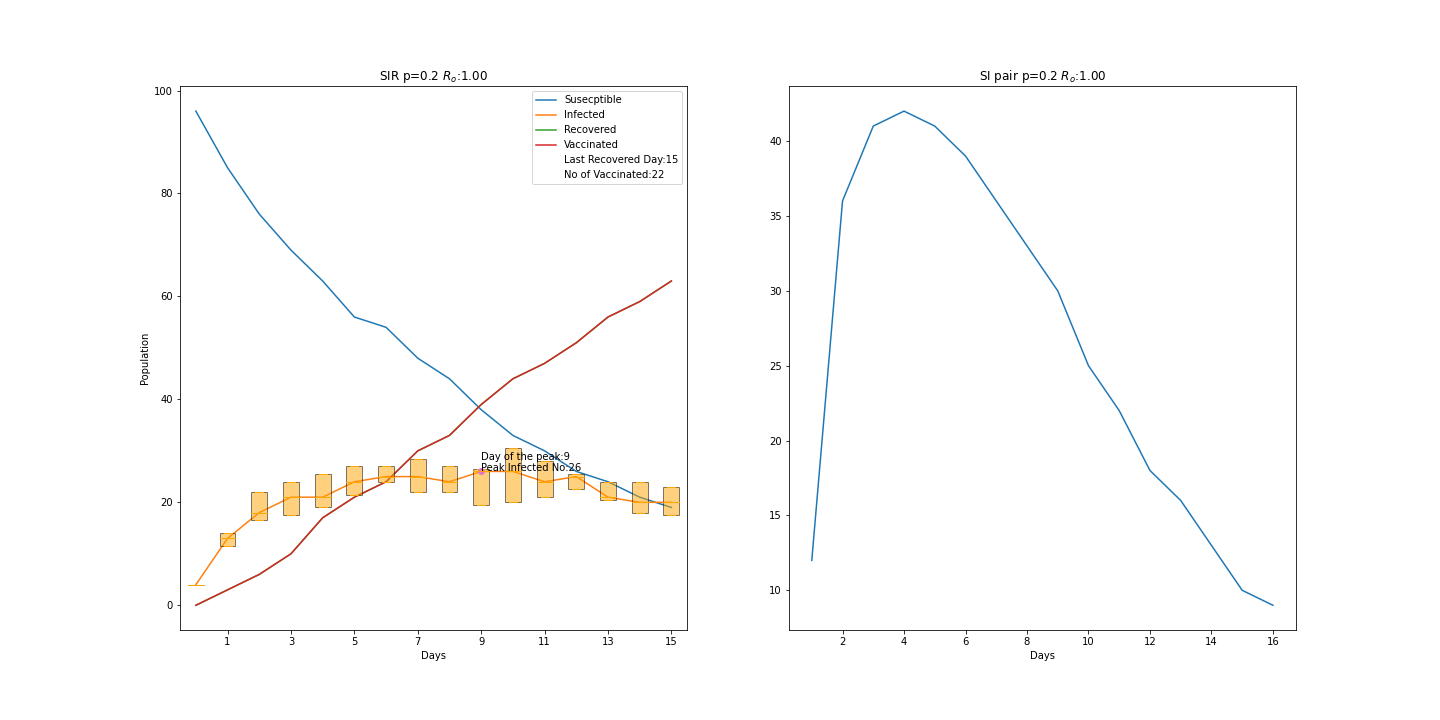 SIR p=0.2 Rₒ:1.00
Susecptible
Infected
Recovered
Vaccinated
Last Recovered Day:15
No of Vaccinated:22
100
80
60
40
20
0
Population
Day of the peak:9
Peak Infected No:26
1 3 5 7 9 11 13 15
Days
SI pair p=0.2 Rₒ:1.00
40
35
30
25
20
15
10
2 4 6 8 10 12 14 16
Days